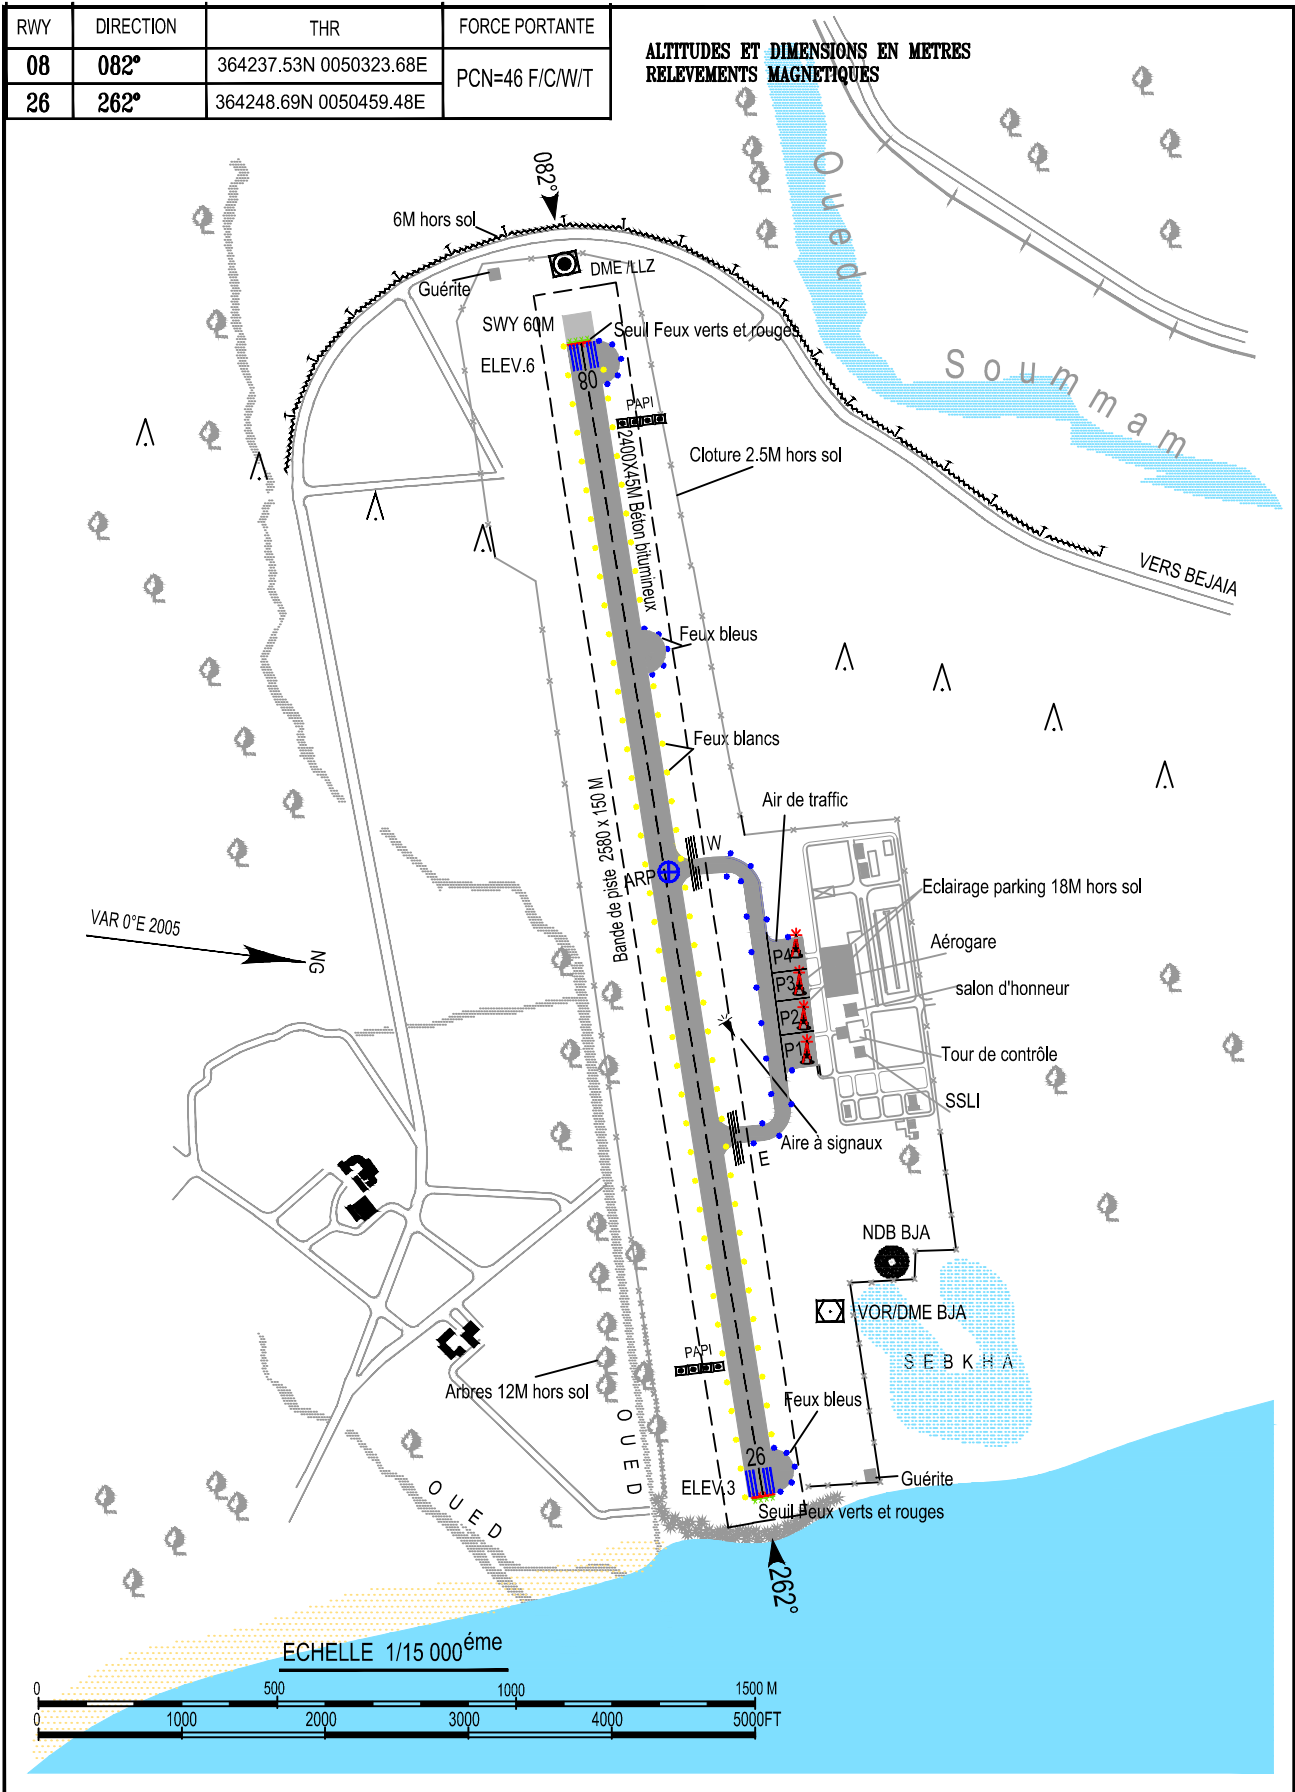 RWY DIRECTION THR FORCE PORTANTE
08 082° 364237.53N 0050323.68E PCN=46 F/C/W/T
26 262° 364248.69N 0050459.48E
ALTITUDES ET DIMENSIONS EN METRES
RELEVEMENTS MAGNETIQUES
Oued
Soummam
082°
6M hors sol
Guérite
DME /LLZ
SWY 60M
Seuil Feux verts et rouges
ELEV.6
08
PAPI
2400X45M Béton bitumineux
Cloture 2.5M hors sol
VERS BEJAIA
Feux bleus
Feux blancs
Bande de piste 2580 x 150 M
Air de traffic
W
ARP
Eclairage parking 18M hors sol
VAR 0°E 2005
NG
Aérogare
P4
P3
salon d'honneur
P2
P1
Tour de contrôle
SSLI
Aire à signaux
E
NDB BJA
VOR/DME BJA
SEBKHA
PAPI
Arbres 12M hors sol
Feux bleus
OUED
OUED
26
ELEV.3
Guérite
Seuil Feux verts et rouges
262°
ECHELLE 1/15 000éme
0 500 1000 1500 M
0 1000 2000 3000 4000 5000FT